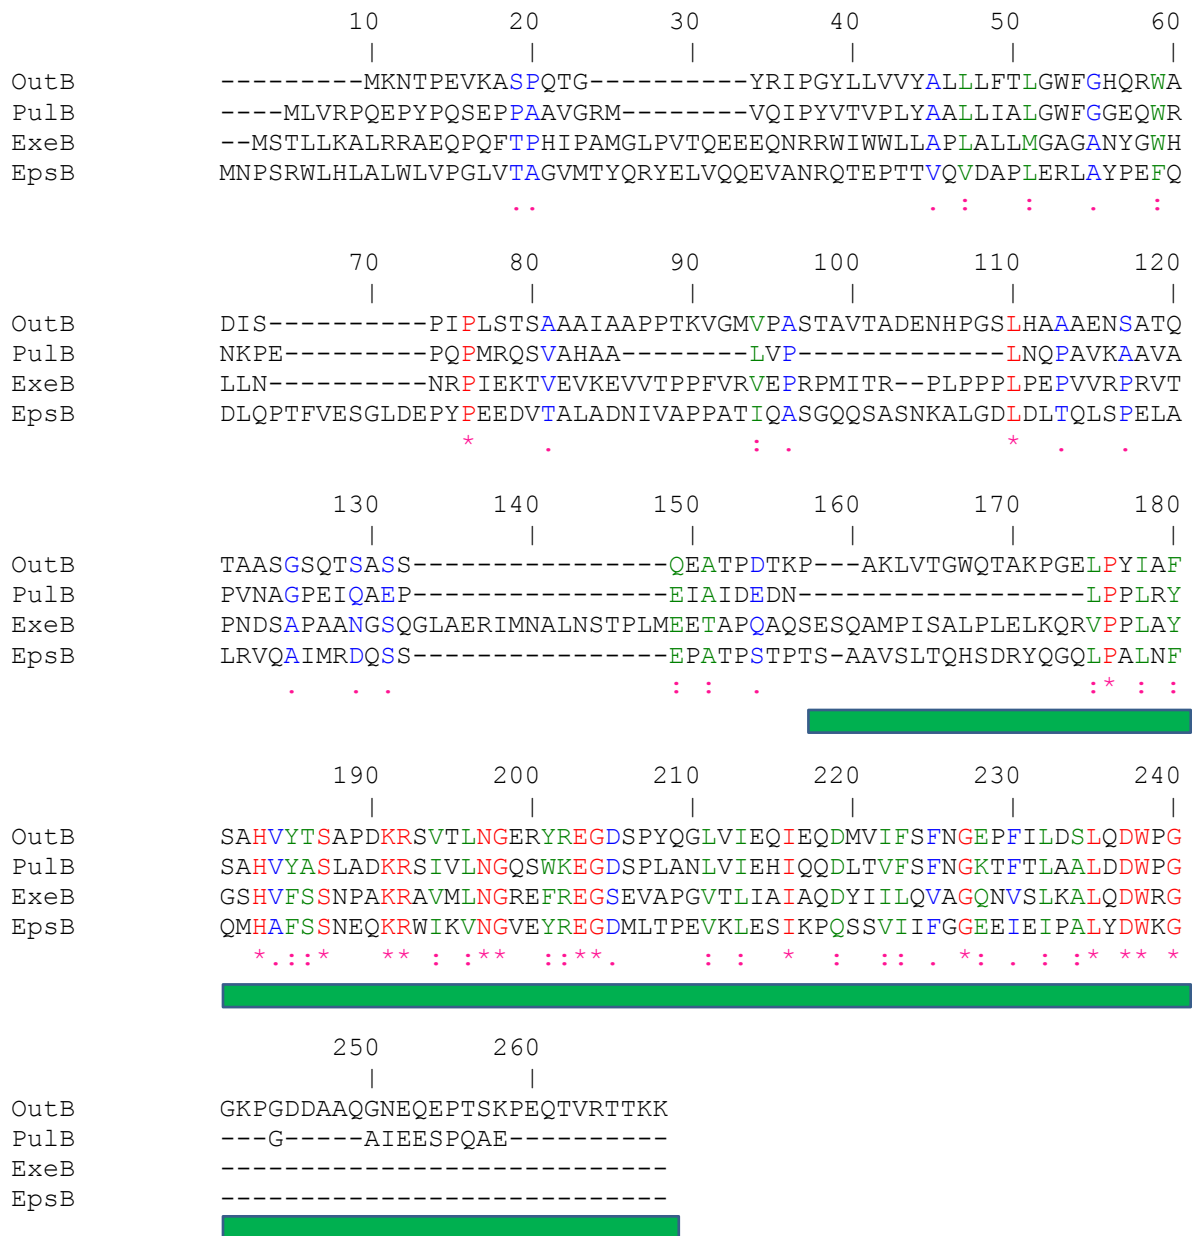 10 20 30 40 50 60
| | | | | |
OutB ---------MKNTPEVKASPQTG----------YRIPGYLLVVYALLLFTLGWFGHQRWA
PulB ----MLVRPQEPYPQSEPPAAVGRM--------VQIPYVTVPLYAALLIALGWFGGEQWR
ExeB --MSTLLKALRRAEQPQFTPHIPAMGLPVTQEEEQNRRWIWWLLAPLALLMGAGANYGWH
EpsB MNPSRWLHLALWLVPGLVTAGVMTYQRYELVQQEVANRQTEPTTVQVDAPLERLAYPEFQ
.. . : : . :
70 80 90 100 110 120
| | | | | |
OutB DIS----------PIPLSTSAAAIAAPPTKVGMVPASTAVTADENHPGSLHAAAENSATQ
PulB NKPE---------PQPMRQSVAHAA--------LVP-------------LNQPAVKAAVA
ExeB LLN----------NRPIEKTVEVKEVVTPPFVRVEPRPMITR--PLPPPLPEPVVRPRVT
EpsB DLQPTFVESGLDEPYPEEDVTALADNIVAPPATIQASGQQSASNKALGDLDLTQLSPELA
* . : . * . .
130 140 150 160 170 180
| | | | | |
OutB TAASGSQTSASS----------------QEATPDTKP---AKLVTGWQTAKPGELPYIAF
PulB PVNAGPEIQAEP----------------EIAIDEDN------------------LPPLRY
ExeB PNDSAPAANGSQGLAERIMNALNSTPLMEETAPQAQSESQAMPISALPLELKQRVPPLAY
EpsB LRVQAIMRDQSS----------------EPATPSTPTS-AAVSLTQHSDRYQGQLPALNF
. . . : : . :* : :
190 200 210 220 230 240
| | | | | |
OutB SAHVYTSAPDKRSVTLNGERYREGDSPYQGLVIEQIEQDMVIFSFNGEPFILDSLQDWPG
PulB SAHVYASLADKRSIVLNGQSWKEGDSPLANLVIEHIQQDLTVFSFNGKTFTLAALDDWPG
ExeB GSHVFSSNPAKRAVMLNGREFREGSEVAPGVTLIAIAQDYIILQVAGQNVSLKALQDWRG
EpsB QMHAFSSNEQKRWIKVNGVEYREGDMLTPEVKLESIKPQSSVIIFGGEEIEIPALYDWKG
*.::* ** : :** ::**. : : * : :: . *: . : :* ** *
250 260
| |
OutB GKPGDDAAQGNEQEPTSKPEQTVRTTKK
PulB ---G-----AIEESPQAE----------
ExeB ----------------------------
EpsB ----------------------------